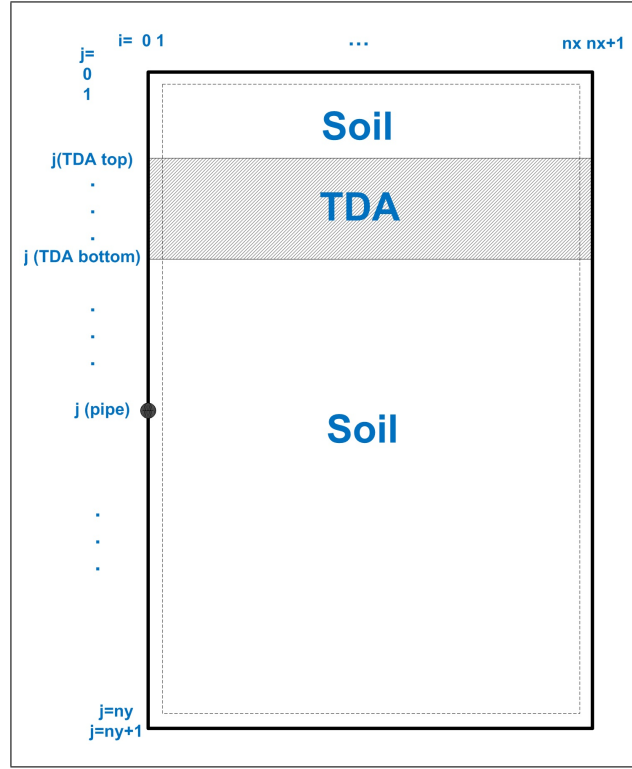 i= 0 1 ... nx nx+1
j=
0
1
Soil
j(TDA top)
.
.
.
TDA
j (TDA bottom)
.
.
.
j (pipe)
Soil
.
.
.
j=ny
j=ny+1